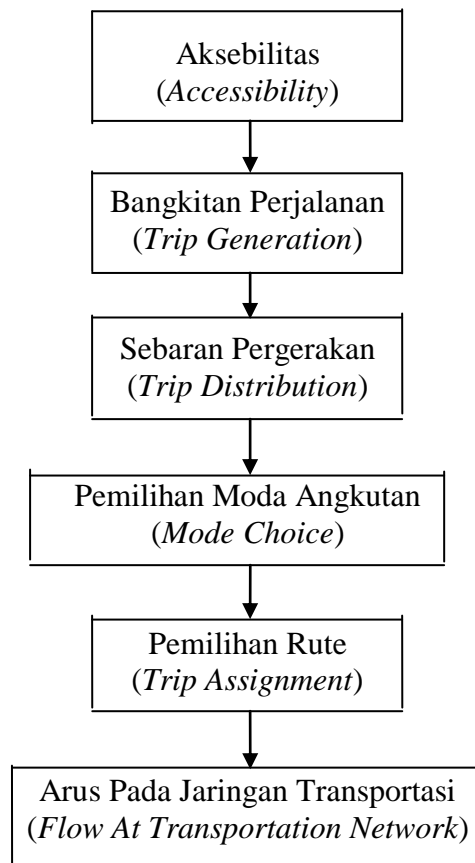 Aksebilitas
(Accessibility)
Bangkitan Perjalanan
(Trip Generation)
Sebaran Pergerakan
(Trip Distribution)
Pemilihan Moda Angkutan
(Mode Choice)
Pemilihan Rute
(Trip Assignment)
Arus Pada Jaringan Transportasi
(Flow At Transportation Network)